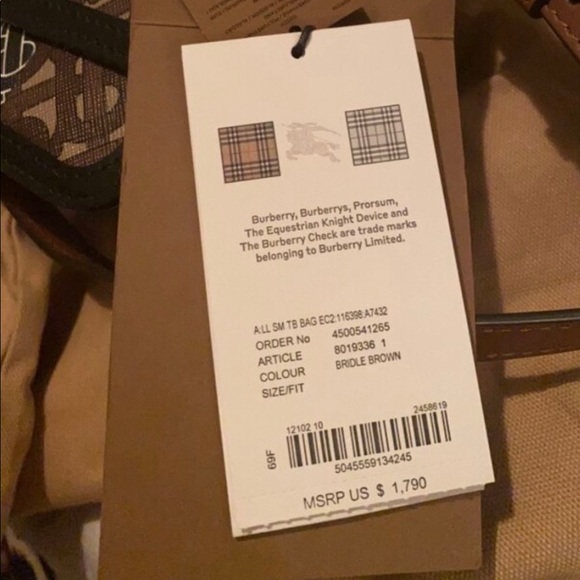 Burberry, Burberrys, Prorsum,
The Equestrian Knight Device and
The Burberry Check are trade marks
belonging to Burberry Limited.
A:LL SM TB BAG EC2:116398:A7432
ORDER No 4500541265
ARTICLE 8019336 1
COLOUR BRIDLE BROWN
SIZE/FIT
12102 10 2458619
69F
5045559134245
MSRP US $ 1,790